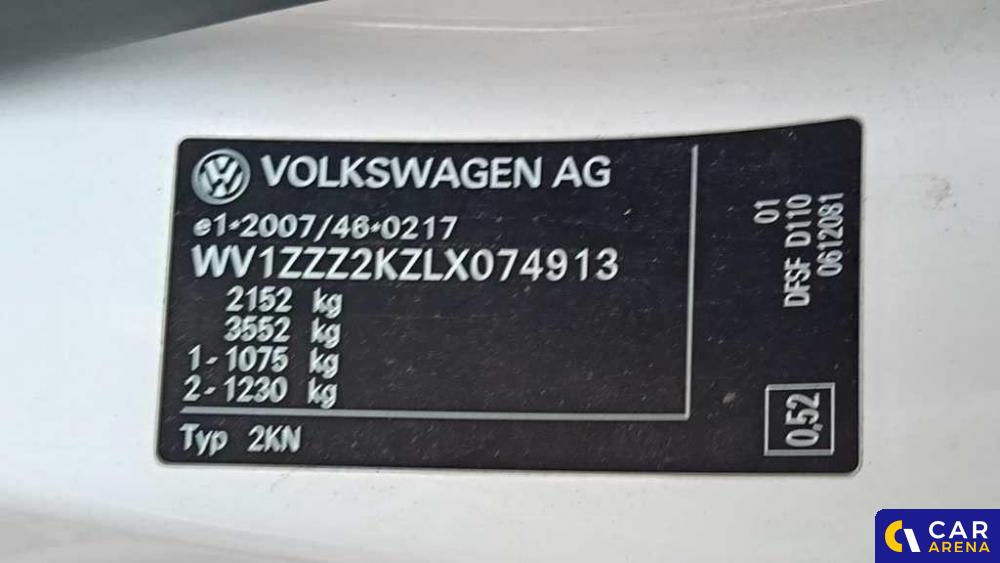 VOLKSWAGEN AG
e1*2007/46*0217
WV1ZZZ2KZLX074913
2152 kg
3552 kg
1-1075 kg
2-1230 kg
Typ 2KN
01
DFSF D110
0612081
0,52
CAR
ARENA